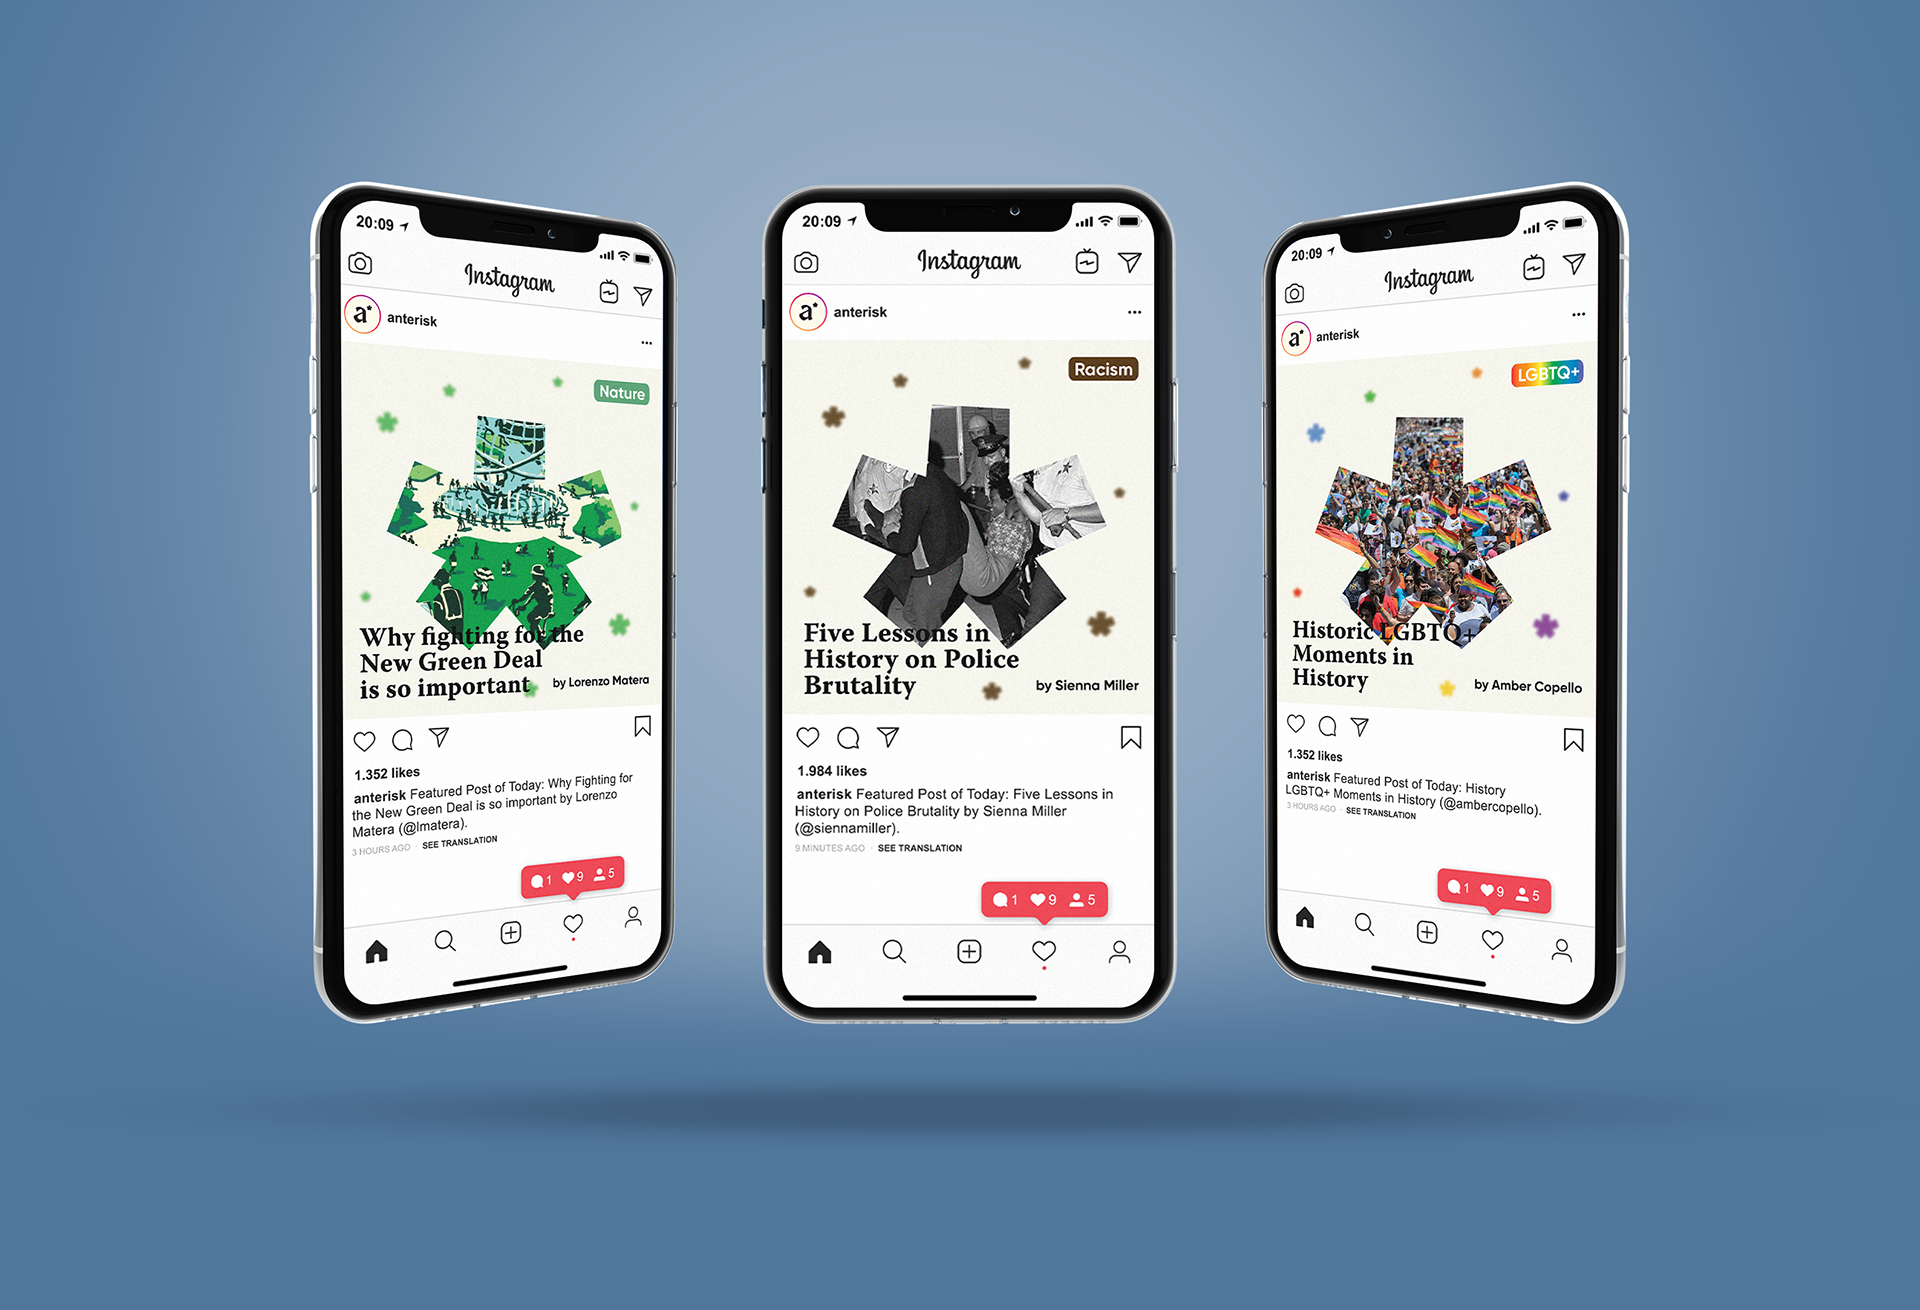 20:09
Instagram
a*
anterisk
Nature
Why fighting for the
New Green Deal
is so important
by Lorenzo Matera
1.352 likes
anterisk Featured Post of Today: Why Fighting for
the New Green Deal is so important by Lorenzo
Matera (@lmatera).
3 HOURS AGO · SEE TRANSLATION
1 9 5
20:09
Instagram
a*
anterisk
Racism
Five Lessons in
History on Police
Brutality
by Sienna Miller
1.984 likes
anterisk Featured Post of Today: Five Lessons in
History on Police Brutality by Sienna Miller
(@siennamiller).
9 MINUTES AGO · SEE TRANSLATION
1 9 5
20:09
Instagram
a*
anterisk
LGBTQ+
Historic LGBTQ+
Moments in
History
by Amber Copello
1.352 likes
anterisk Featured Post of Today: History
LGBTQ+ Moments in History (@ambercopello).
3 HOURS AGO · SEE TRANSLATION
1 9 5